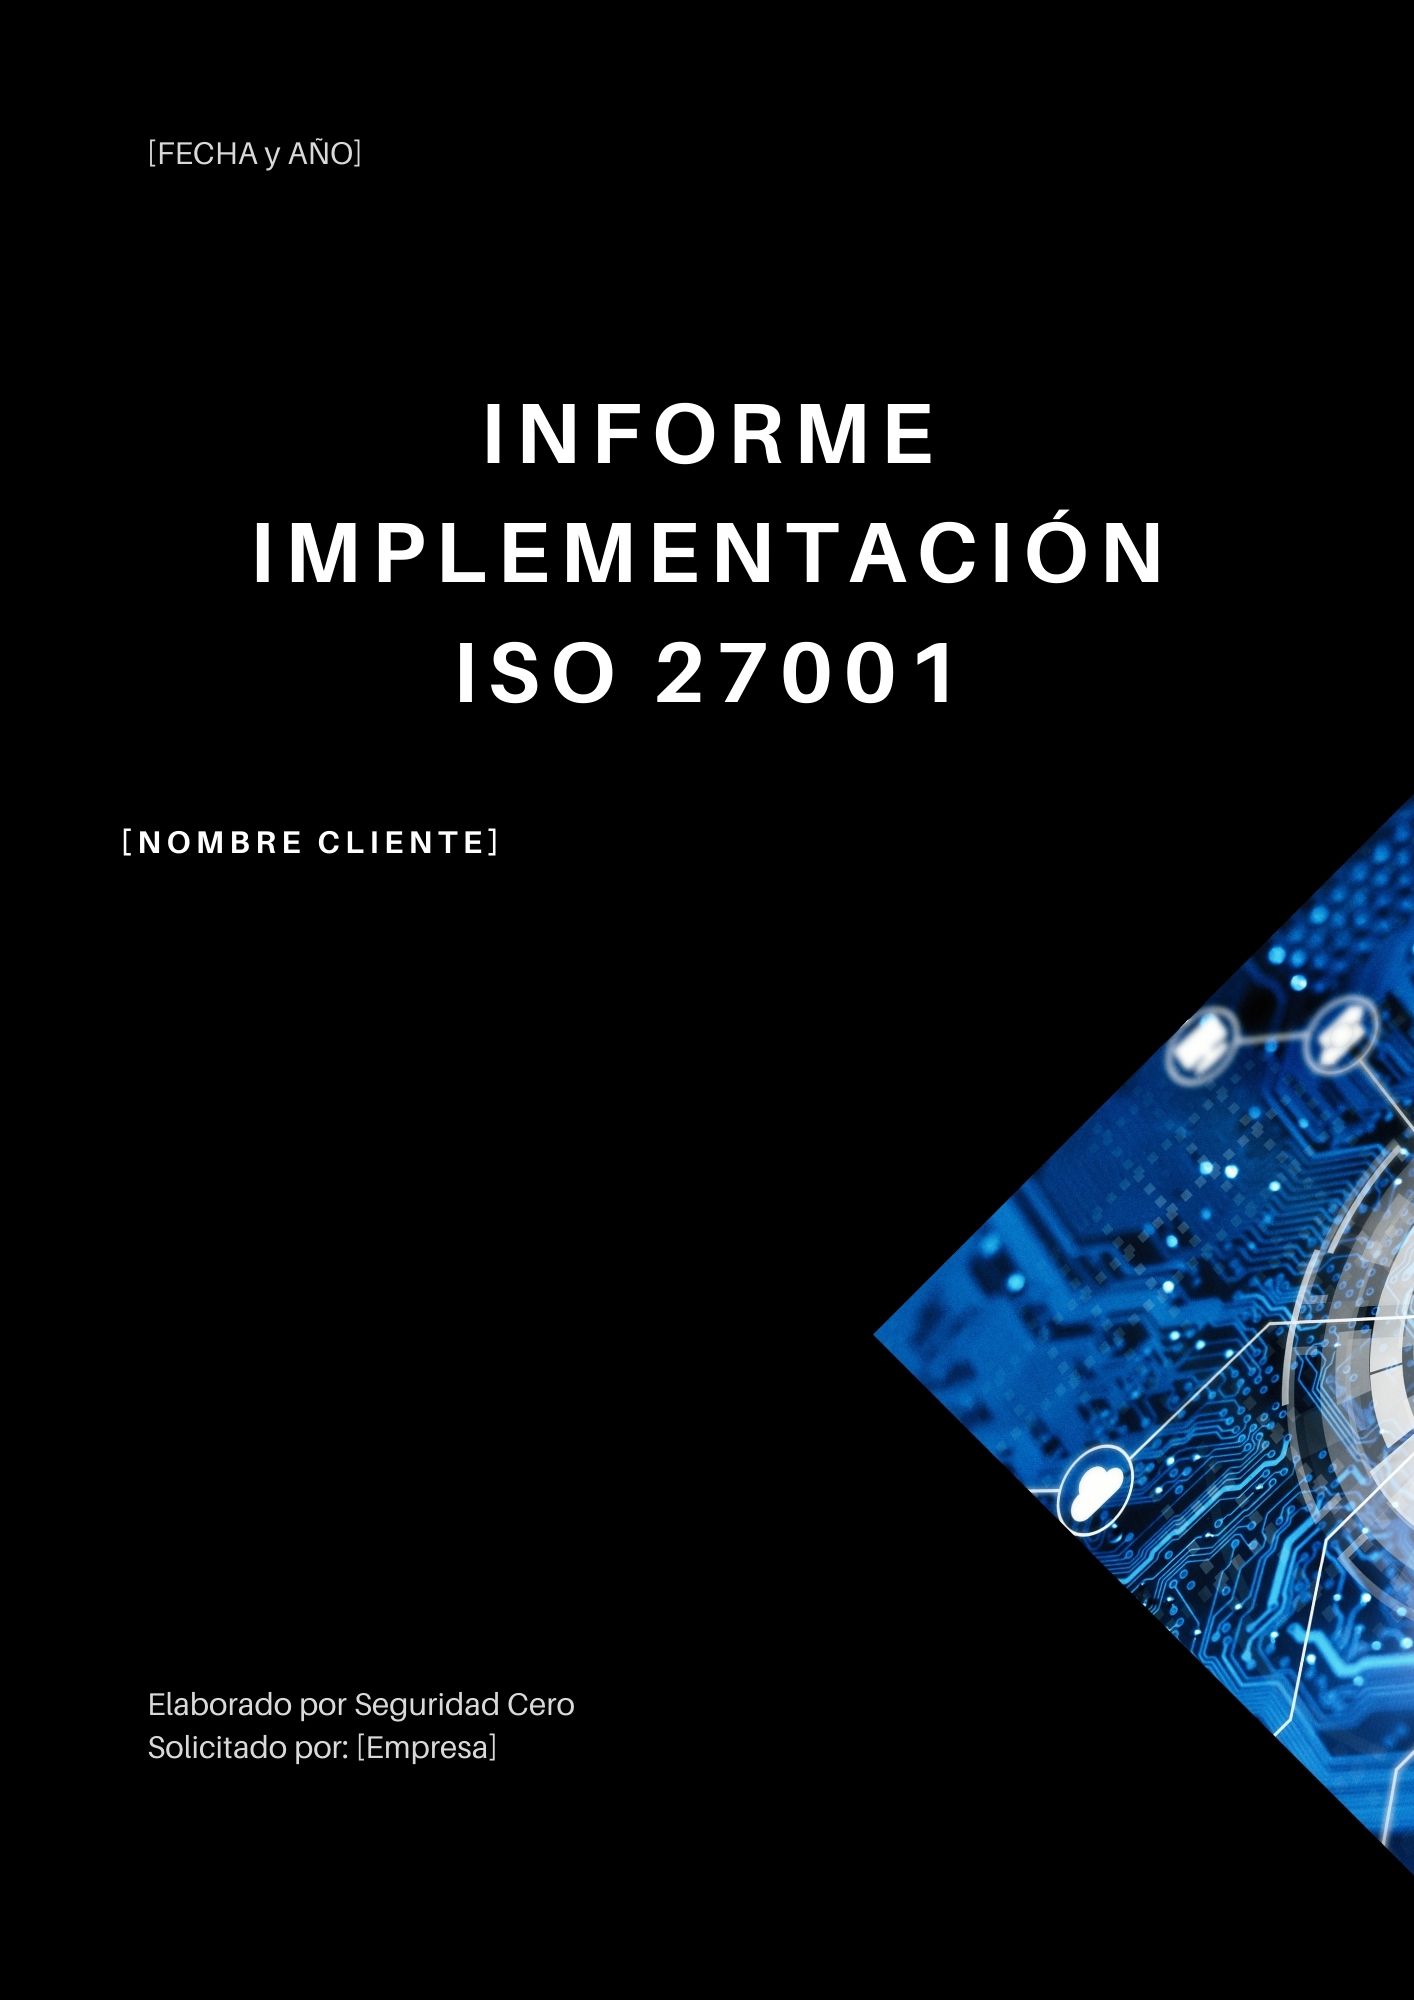 [FECHA y AÑO]
INFORME
IMPLEMENTACIÓN
ISO 27001
[NOMBRE CLIENTE]
Elaborado por Seguridad Cero
Solicitado por: [Empresa]